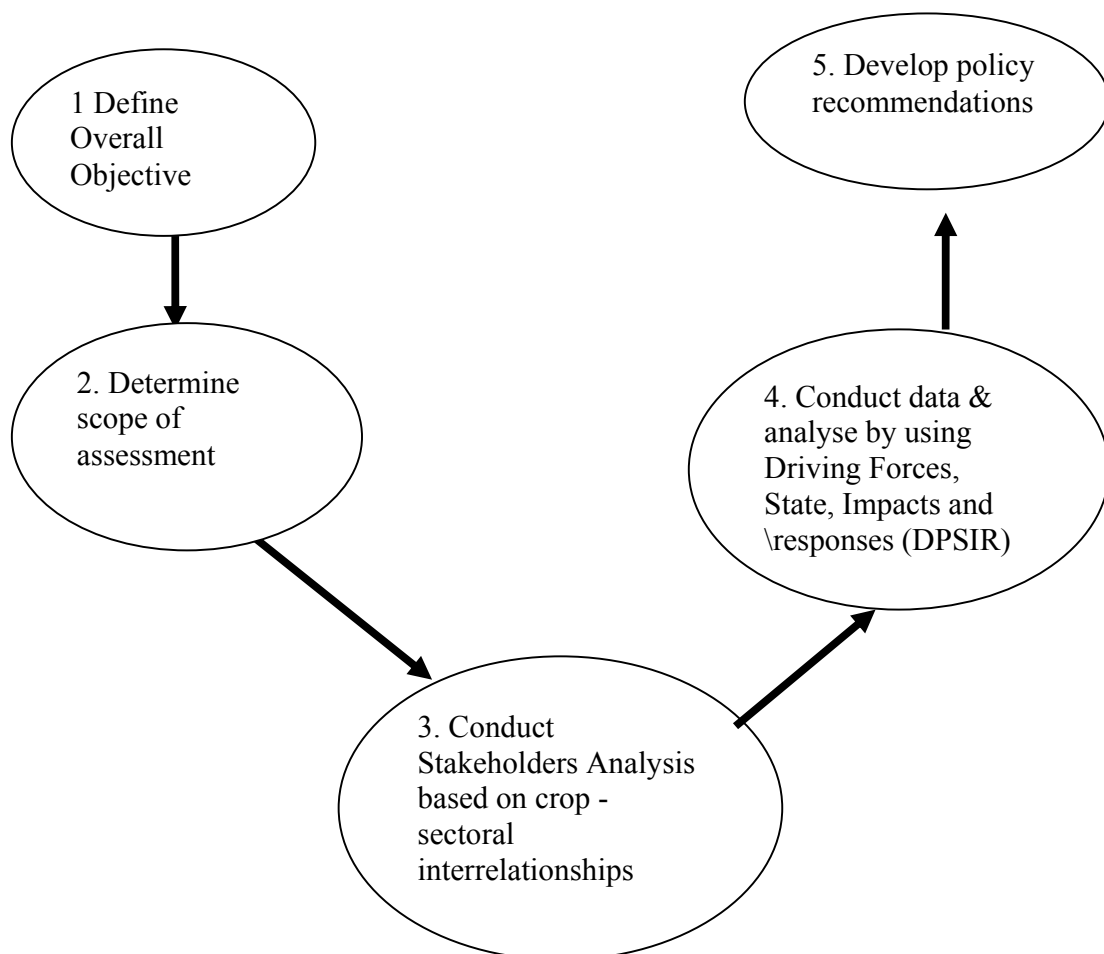 1 Define
Overall
Objective
2. Determine
scope of
assessment
3. Conduct
Stakeholders Analysis
based on crop -
sectoral
interrelationships
4. Conduct data &
analyse by using
Driving Forces,
State, Impacts and
\responses (DPSIR)
5. Develop policy
recommendations